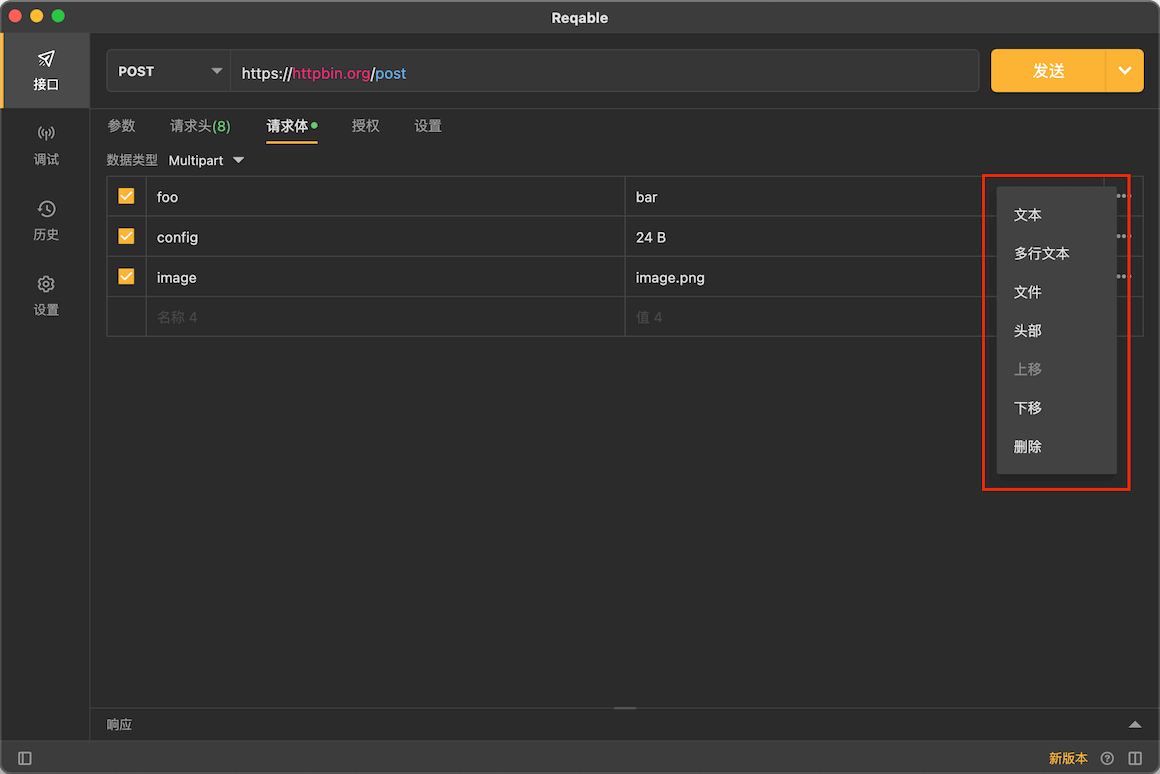 Reqable
接口
调试
历史
设置
POST
https://httpbin.org/post
发送
参数 请求头(8) 请求体 授权 设置
数据类型 Multipart
foo bar
config 24 B
image image.png
名称 4 值 4
文本
多行文本
文件
头部
上移
下移
删除
响应
新版本